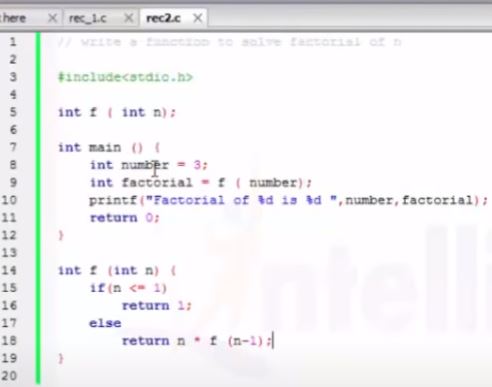 here rec_1.c rec2.c
1 // write a function to solve factorial of n
2
3 #include<stdio.h>
4
5 int f ( int n);
6
7 int main () {
8 int number = 3;
9 int factorial = f ( number);
10 printf("Factorial of %d is %d ",number,factorial);
11 return 0;
12 }
13
14 int f (int n) {
15 if(n <= 1)
16 return 1;
17 else
18 return n * f (n-1);
19 }
20
ntelli